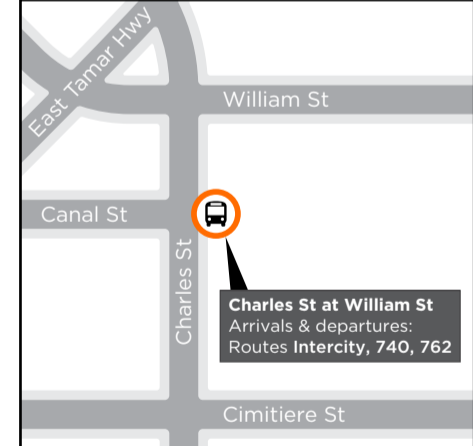 East Tamar Hwy
William St
Canal St
Charles St
Charles St at William St
Arrivals & departures:
Routes Intercity, 740, 762
Cimitiere St